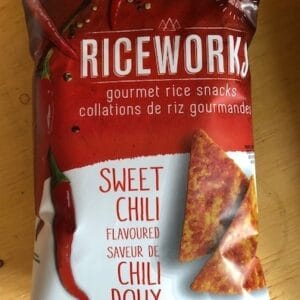 RICEWORKS
gourmet rice snacks
collations de riz gourmandes
SWEET
CHILI
FLAVOURED
SAVEUR DE
CHILI
DOUX